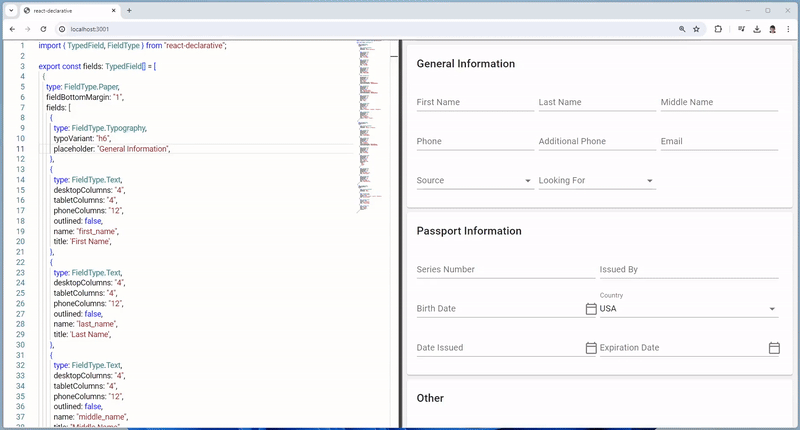 react-declarative
localhost:3001
1 import { TypedField, FieldType } from "react-declarative";
2
3 export const fields: TypedField[] = [
4 {
5 type: FieldType.Paper,
6 fieldBottomMargin: "1",
7 fields: [
8 {
9 type: FieldType.Typography,
10 typoVariant: "h6",
11 placeholder: "General Information",
12 },
13 {
14 type: FieldType.Text,
15 desktopColumns: "4",
16 tabletColumns: "4",
17 phoneColumns: "12",
18 outlined: false,
19 name: "first_name",
20 title: 'First Name',
21 },
22 {
23 type: FieldType.Text,
24 desktopColumns: "4",
25 tabletColumns: "4",
26 phoneColumns: "12",
27 outlined: false,
28 name: "last_name",
29 title: 'Last Name',
30 },
31 {
32 type: FieldType.Text,
33 desktopColumns: "4",
34 tabletColumns: "4",
35 phoneColumns: "12",
36 outlined: false,
37 name: "middle_name",
38 title: 'Middle Name',
General Information
First Name Last Name Middle Name
Phone Additional Phone Email
Source Looking For
Passport Information
Series Number Issued By
Country
Birth Date USA
Date Issued Expiration Date
Other